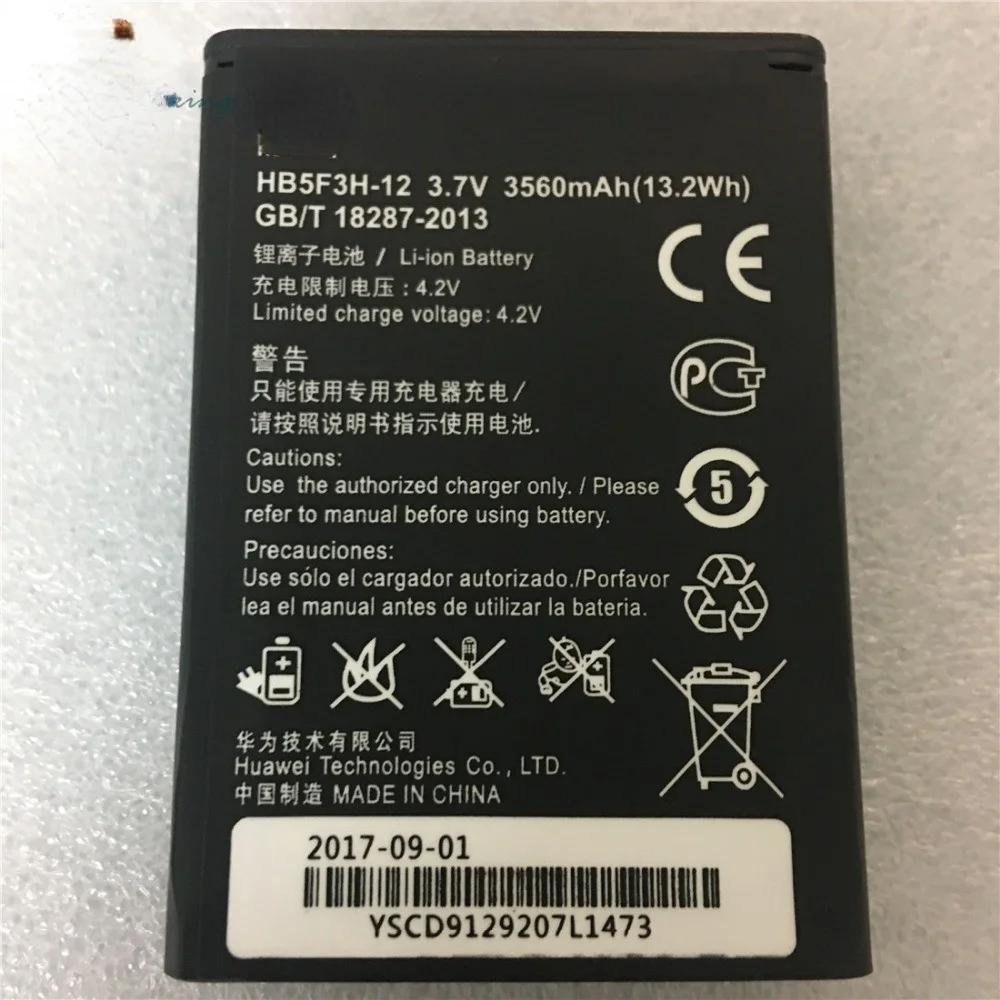 king
HB5F3H-12 3.7V 3560mAh(13.2Wh)
GB/T 18287-2013
锂离子电池 / Li-ion Battery
充电限制电压: 4.2V
Limited charge voltage: 4.2V
警告
只能使用专用充电器充电/
请按照说明书指示使用电池.
Cautions:
Use the authorized charger only. / Please
refer to manual before using battery.
Precauciones:
Use sólo el cargador autorizado./Porfavor
lea el manual antes de utilizar la bateria.
CE
PCT
5
华为技术有限公司
Huawei Technologies Co., LTD.
中国制造 MADE IN CHINA
2017-09-01
YSCD9129207L1473